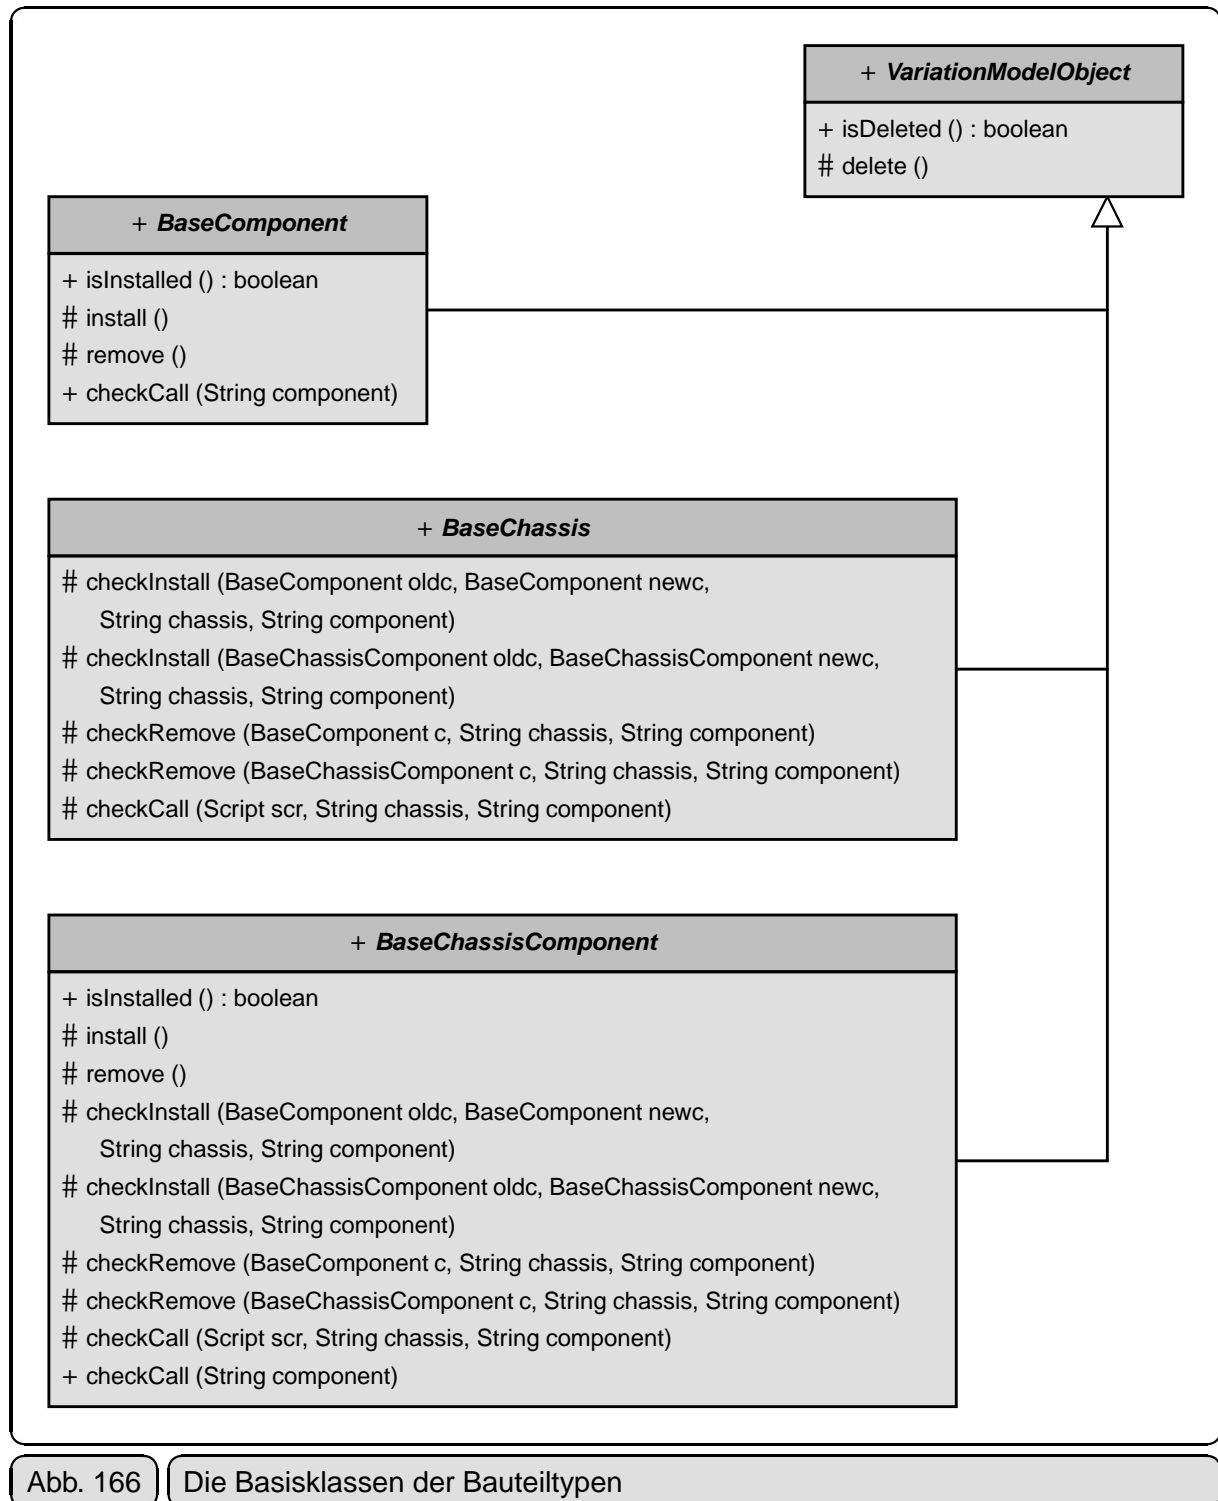 + VariationModelObject
+ isDeleted () : boolean
# delete ()
+ BaseComponent
+ isInstalled () : boolean
# install ()
# remove ()
+ checkCall (String component)
+ BaseChassis
# checkInstall (BaseComponent oldc, BaseComponent newc,
String chassis, String component)
# checkInstall (BaseChassisComponent oldc, BaseChassisComponent newc,
String chassis, String component)
# checkRemove (BaseComponent c, String chassis, String component)
# checkRemove (BaseChassisComponent c, String chassis, String component)
# checkCall (Script scr, String chassis, String component)
+ BaseChassisComponent
+ isInstalled () : boolean
# install ()
# remove ()
# checkInstall (BaseComponent oldc, BaseComponent newc,
String chassis, String component)
# checkInstall (BaseChassisComponent oldc, BaseChassisComponent newc,
String chassis, String component)
# checkRemove (BaseComponent c, String chassis, String component)
# checkRemove (BaseChassisComponent c, String chassis, String component)
# checkCall (Script scr, String chassis, String component)
+ checkCall (String component)
Abb. 166 Die Basisklassen der Bauteiltypen